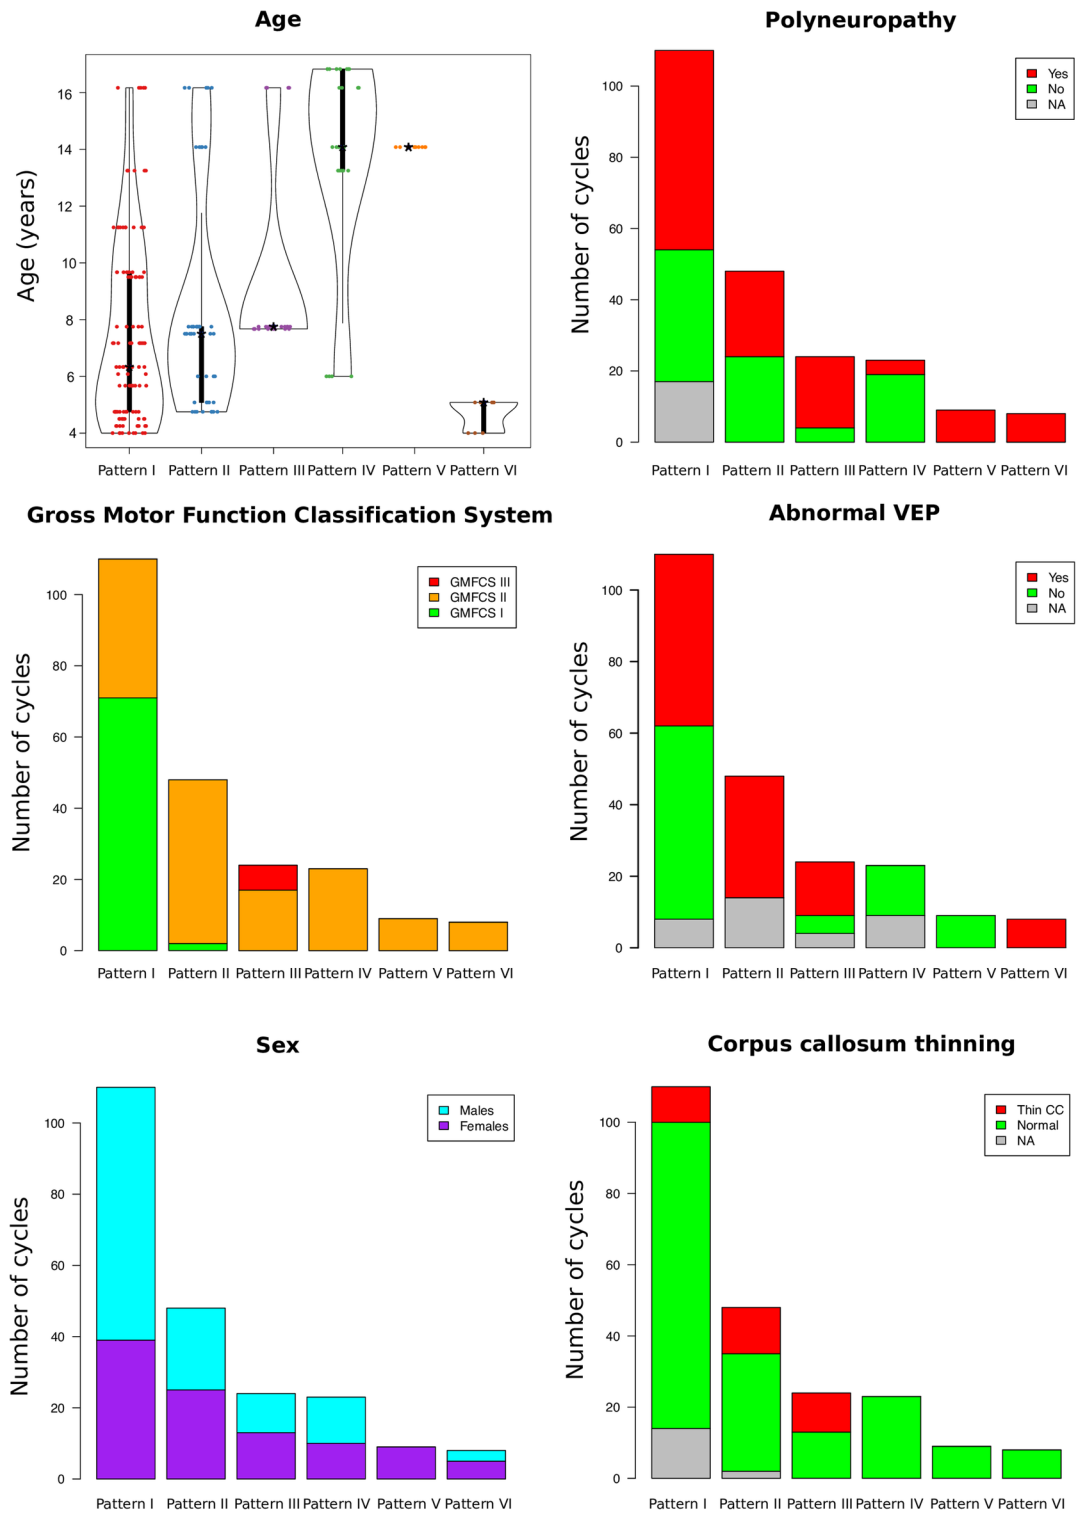 Age
Age (years)
16
14
12
10
8
6
4
Pattern I Pattern II Pattern III Pattern IV Pattern V Pattern VI
Polyneuropathy
Number of cycles
100
80
60
40
20
0
Yes
No
NA
Pattern I Pattern II Pattern III Pattern IV Pattern V Pattern VI
Gross Motor Function Classification System
Number of cycles
100
80
60
40
20
0
GMFCS III
GMFCS II
GMFCS I
Pattern I Pattern II Pattern III Pattern IV Pattern V Pattern VI
Abnormal VEP
Number of cycles
100
80
60
40
20
0
Yes
No
NA
Pattern I Pattern II Pattern III Pattern IV Pattern V Pattern VI
Sex
Number of cycles
100
80
60
40
20
0
Males
Females
Pattern I Pattern II Pattern III Pattern IV Pattern V Pattern VI
Corpus callosum thinning
Number of cycles
100
80
60
40
20
0
Thin CC
Normal
NA
Pattern I Pattern II Pattern III Pattern IV Pattern V Pattern VI